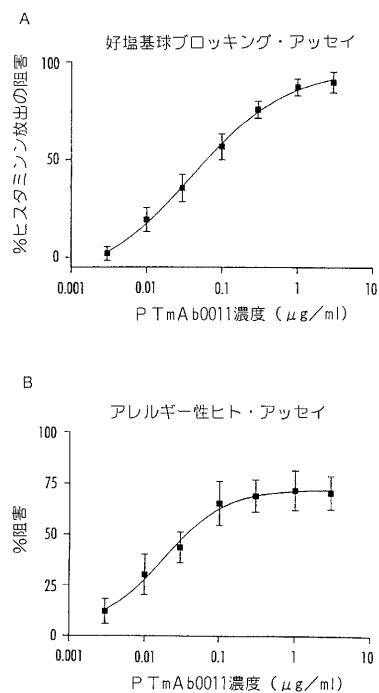 A
好塩基球ブロッキング・アッセイ
%ヒスタミンン放出の阻害
100
50
0
0.001 0.01 0.1 1 10
PTmAb0011濃度(μg/ml)
B
アレルギー性ヒト・アッセイ
%阻害
100
75
50
25
0
0.001 0.01 0.1 1 10
PTmAb0011濃度(μg/ml)